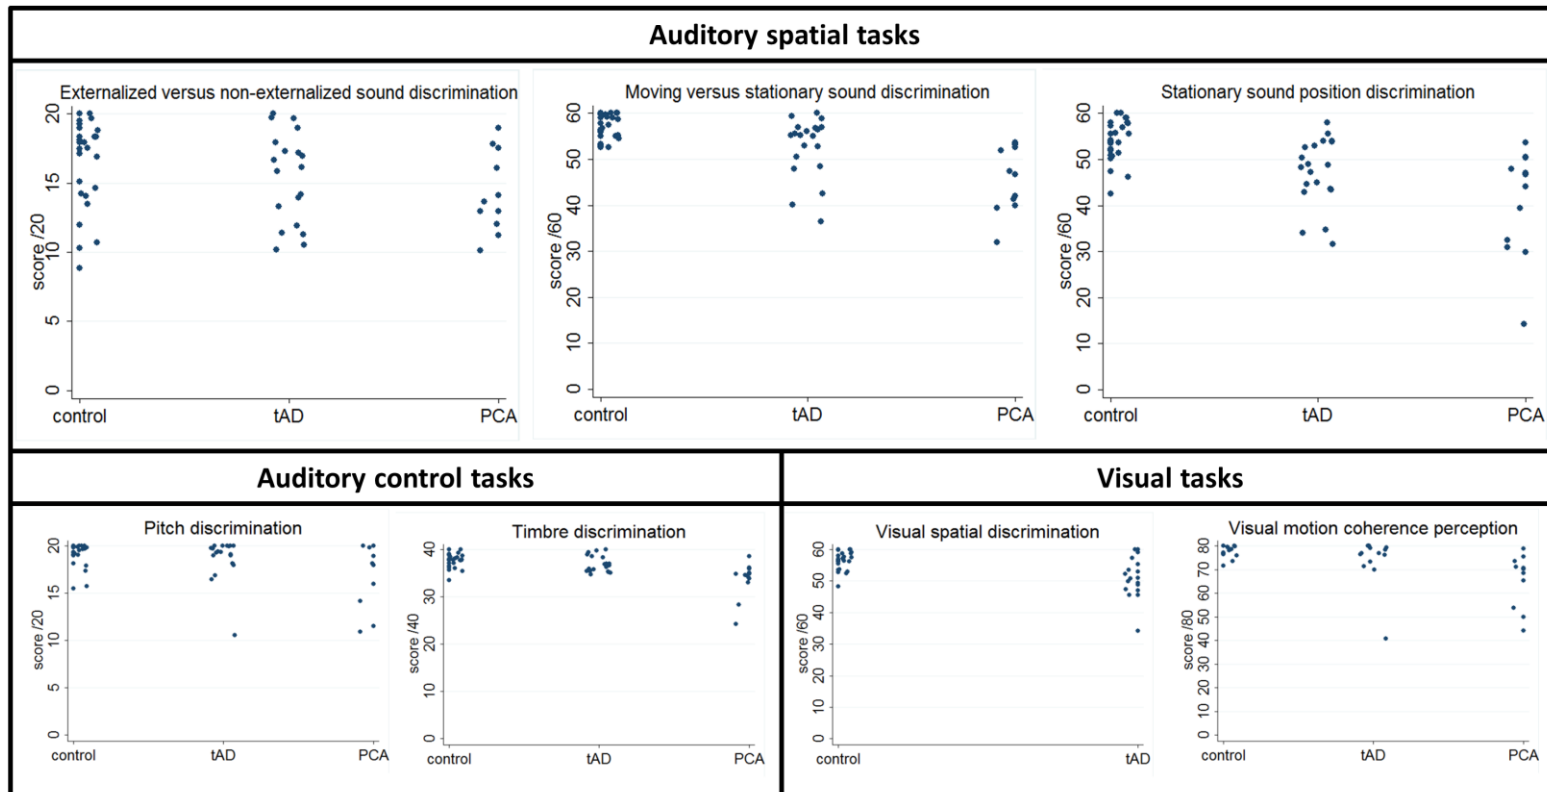 Auditory spatial tasks
Externalized versus non-externalized sound discrimination
score /20
20
15
10
5
0
control tAD PCA
Moving versus stationary sound discrimination
score /60
60
50
40
30
20
10
0
control tAD PCA
Stationary sound position discrimination
score /60
60
50
40
30
20
10
0
control tAD PCA
Auditory control tasks
Pitch discrimination
score /20
20
15
10
5
0
control tAD PCA
Timbre discrimination
score /40
40
30
20
10
0
control tAD PCA
Visual tasks
Visual spatial discrimination
score /60
60
50
40
30
20
10
0
control tAD
Visual motion coherence perception
score /80
80
70
60
50
40
30
20
10
0
control tAD PCA